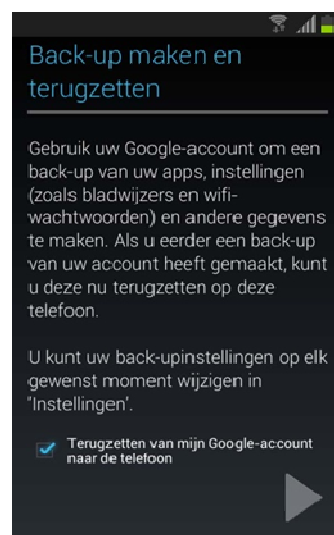 Back-up maken en
terugzetten
Gebruik uw Google-account om een
back-up van uw apps, instellingen
(zoals bladwijzers en wifi-
wachtwoorden) en andere gegevens
te maken. Als u eerder een back-up
van uw account heeft gemaakt, kunt
u deze nu terugzetten op deze
telefoon.
U kunt uw back-upinstellingen op elk
gewenst moment wijzigen in
'Instellingen'.
Terugzetten van mijn Google-account
naar de telefoon